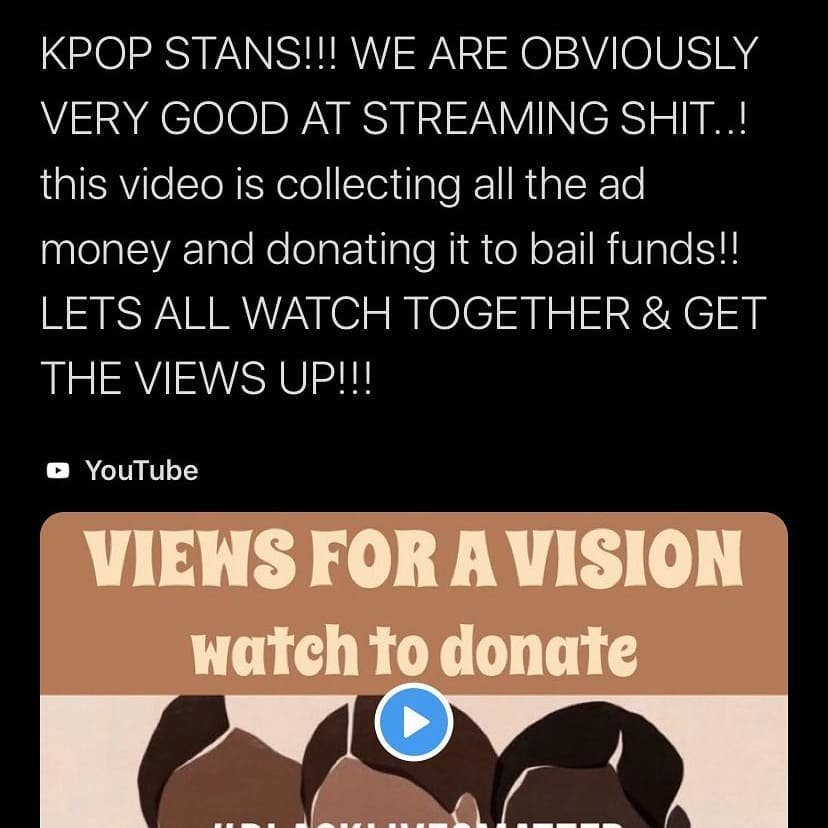 KPOP STANS!!! WE ARE OBVIOUSLY
VERY GOOD AT STREAMING SHIT..!
this video is collecting all the ad
money and donating it to bail funds!!
LETS ALL WATCH TOGETHER & GET
THE VIEWS UP!!!
YouTube
VIEWS FOR A VISION
watch to donate
#BLACKLIVESMATTER